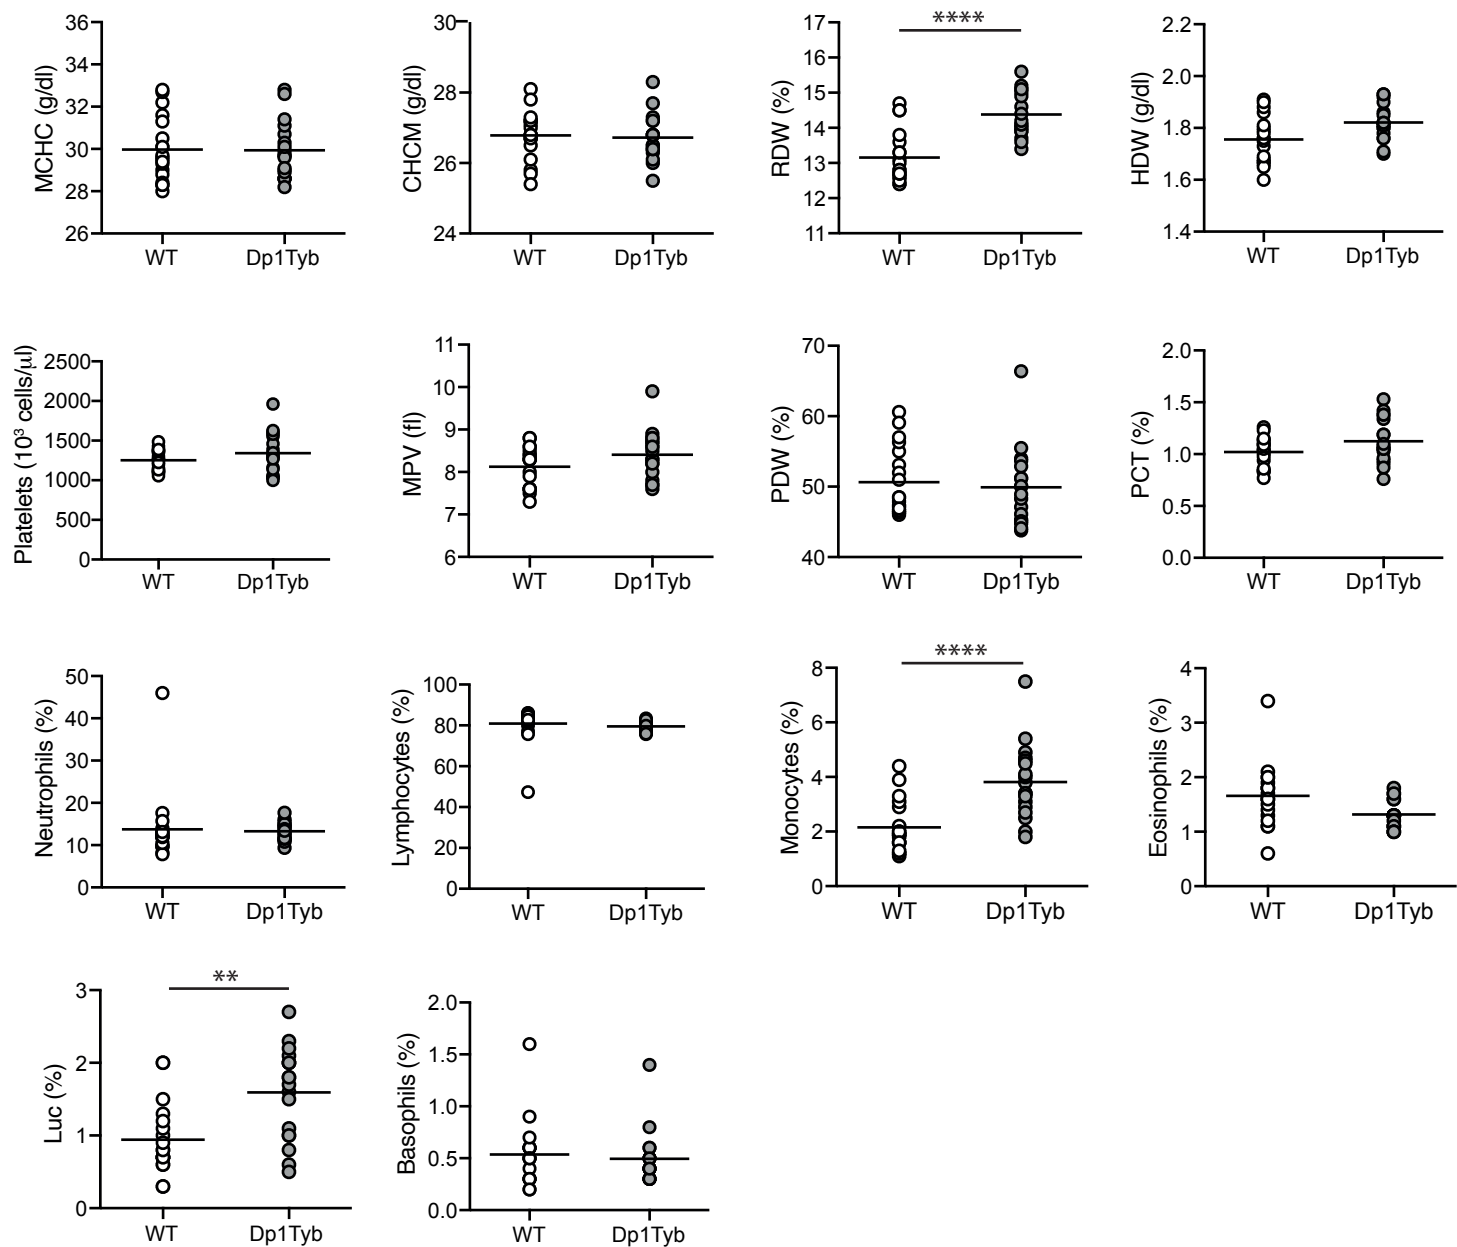 MCHC (g/dl)
36
34
32
30
28
26
WT
Dp1Tyb
CHCM (g/dl)
30
28
26
24
WT
Dp1Tyb
RDW (%)
17
16
15
14
13
12
11
****
WT
Dp1Tyb
HDW (g/dl)
2.2
2.0
1.8
1.6
1.4
WT
Dp1Tyb
Platelets (10³ cells/μl)
2500
2000
1500
1000
500
0
WT
Dp1Tyb
MPV (fl)
11
10
9
8
7
6
WT
Dp1Tyb
PDW (%)
70
60
50
40
WT
Dp1Tyb
PCT (%)
2.0
1.5
1.0
0.5
0.0
WT
Dp1Tyb
Neutrophils (%)
50
40
30
20
10
0
WT
Dp1Tyb
Lymphocytes (%)
100
80
60
40
20
0
WT
Dp1Tyb
Monocytes (%)
8
6
4
2
0
****
WT
Dp1Tyb
Eosinophils (%)
4
3
2
1
0
WT
Dp1Tyb
Luc (%)
3
2
1
0
**
WT
Dp1Tyb
Basophils (%)
2.0
1.5
1.0
0.5
0.0
WT
Dp1Tyb